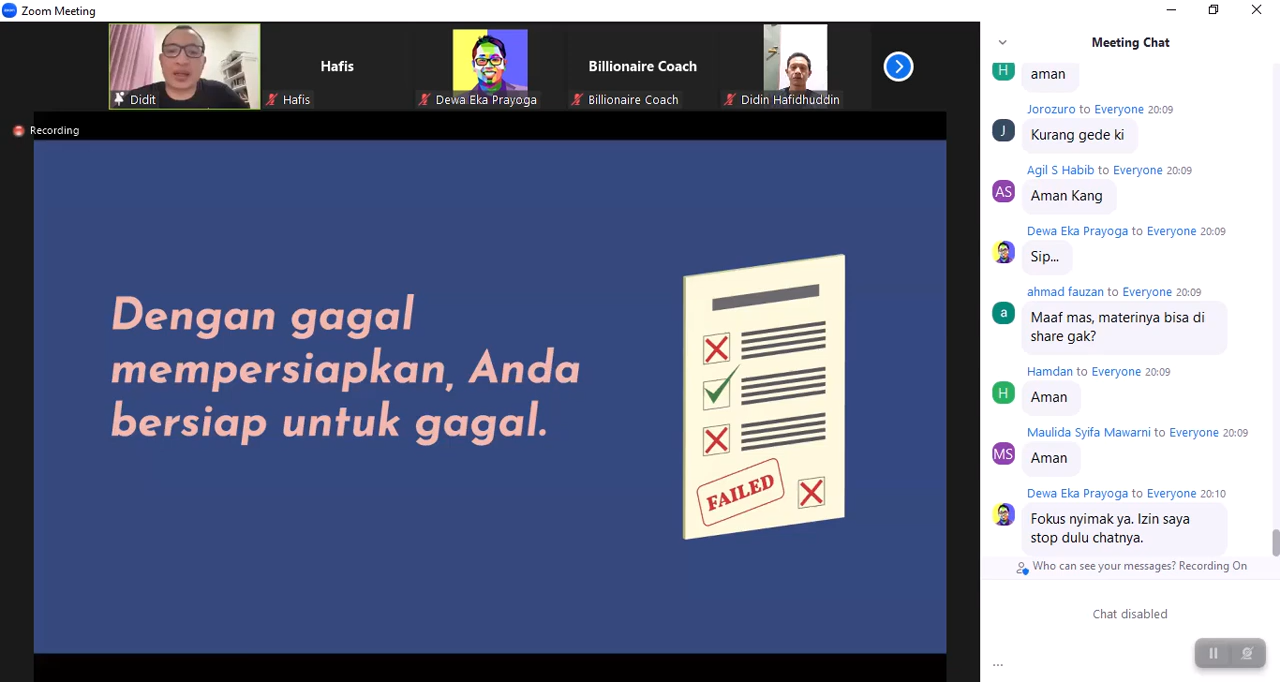 Zoom Meeting
Didit
Hafis
Hafis
Dewa Eka Prayoga
Billionaire Coach
Billionaire Coach
Didin Hafidhuddin
Recording
Dengan gagal
mempersiapkan, Anda
bersiap untuk gagal.
FAILED
Meeting Chat
H
aman
Jorozuro to Everyone 20:09
J
Kurang gede ki
Agil S Habib to Everyone 20:09
AS
Aman Kang
Dewa Eka Prayoga to Everyone 20:09
Sip...
ahmad fauzan to Everyone 20:09
a
Maaf mas, materinya bisa di
share gak?
Hamdan to Everyone 20:09
H
Aman
Maulida Syifa Mawarni to Everyone 20:09
MS
Aman
Dewa Eka Prayoga to Everyone 20:10
Fokus nyimak ya. Izin saya
stop dulu chatnya.
Who can see your messages? Recording On
Chat disabled
...